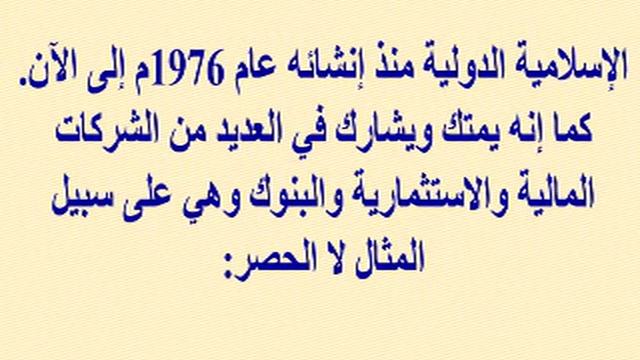 الإسلامية الدولية منذ إنشائه عام 1976م إلى الآن.
كما إنه يمتك ويشارك في العديد من الشركات
المالية والاستثمارية والبنوك وهي على سبيل
المثال لا الحصر: